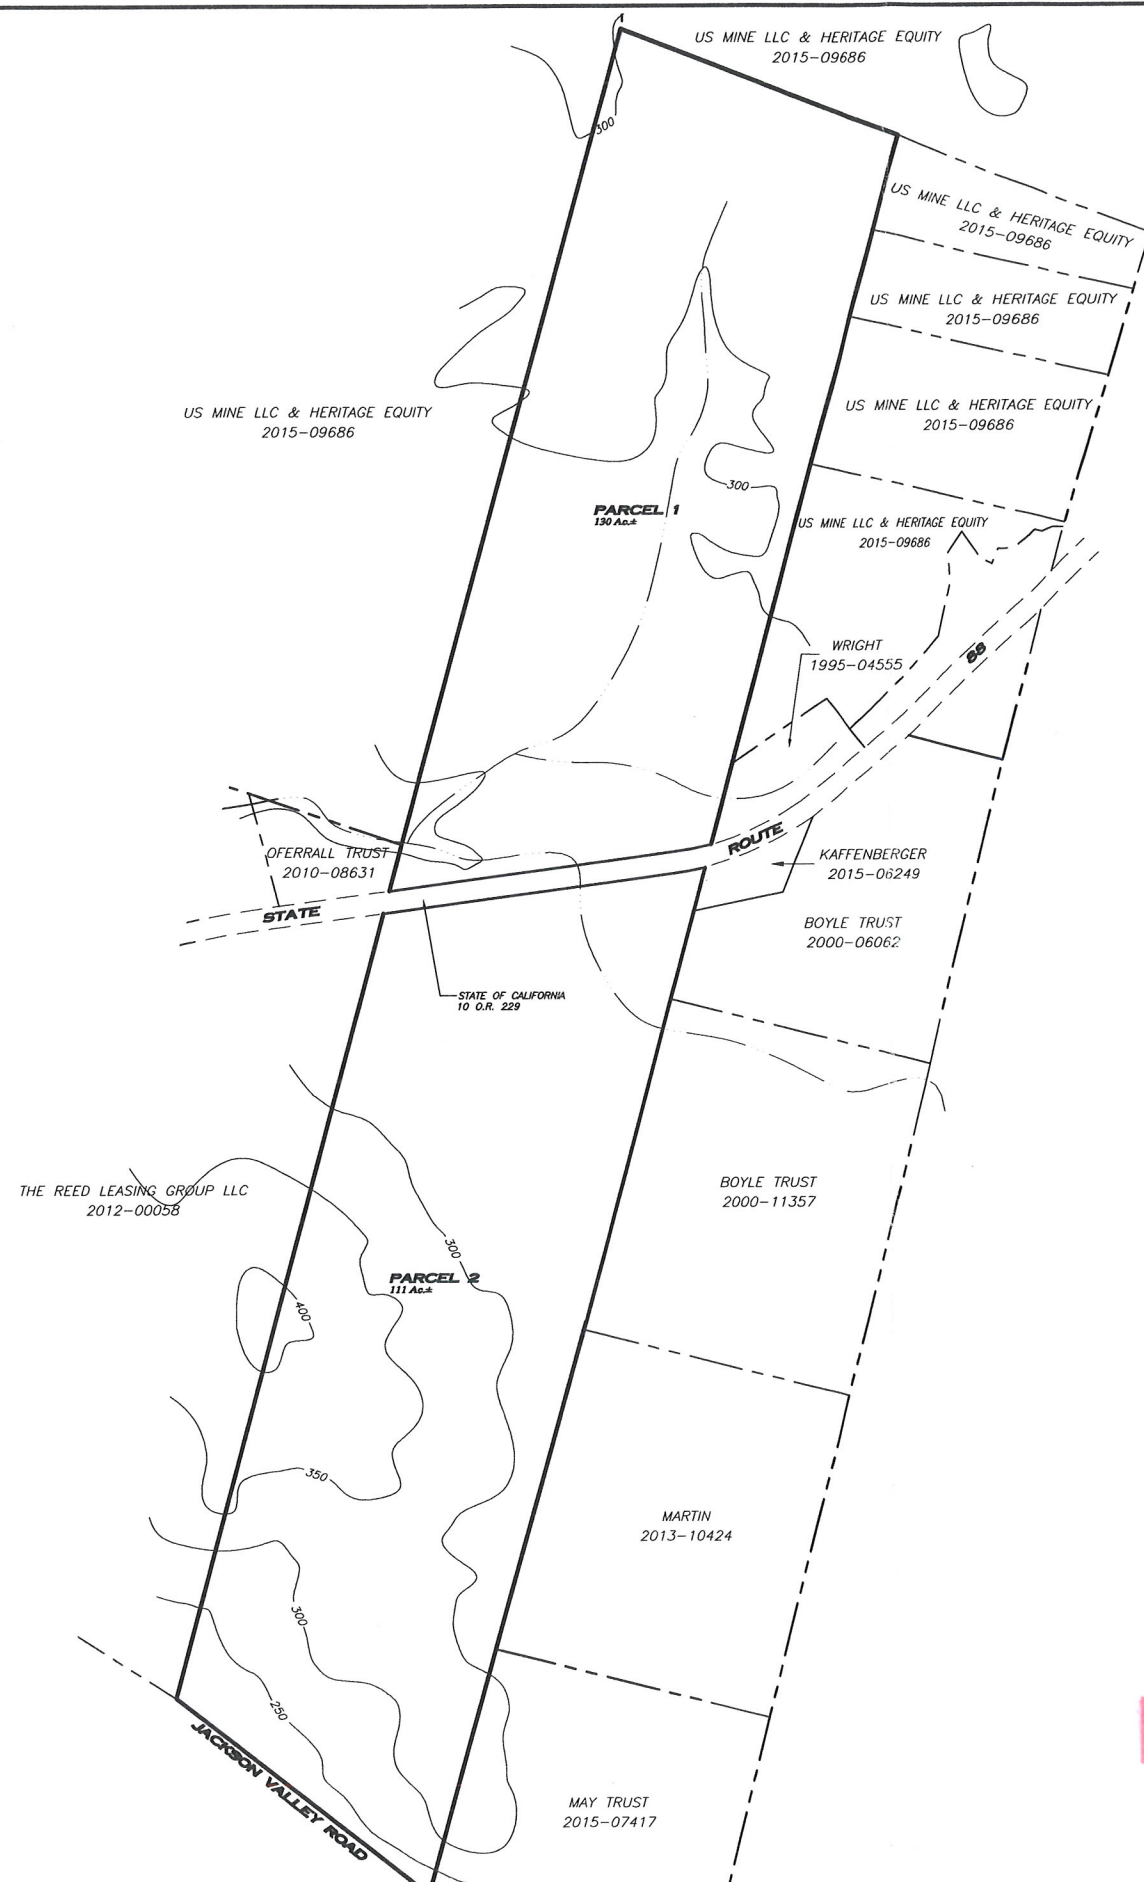 US MINE LLC & HERITAGE EQUITY
2015-09686
300
US MINE LLC & HERITAGE EQUITY
2015-09686
US MINE LLC & HERITAGE EQUITY
2015-09686
US MINE LLC & HERITAGE EQUITY
2015-09686
US MINE LLC & HERITAGE EQUITY
2015-09686
300
PARCEL 1
130 Ac.±
US MINE LLC & HERITAGE EQUITY
2015-09686
WRIGHT
1995-04555
88
ROUTE
OFERRALL TRUST
2010-08631
KAFFENBERGER
2015-06249
STATE
BOYLE TRUST
2000-06062
STATE OF CALIFORNIA
10 O.R. 229
THE REED LEASING GROUP LLC
2012-00058
BOYLE TRUST
2000-11357
300
PARCEL 2
111 Ac.±
400
350
MARTIN
2013-10424
300
250
JACKSON VALLEY ROAD
MAY TRUST
2015-07417